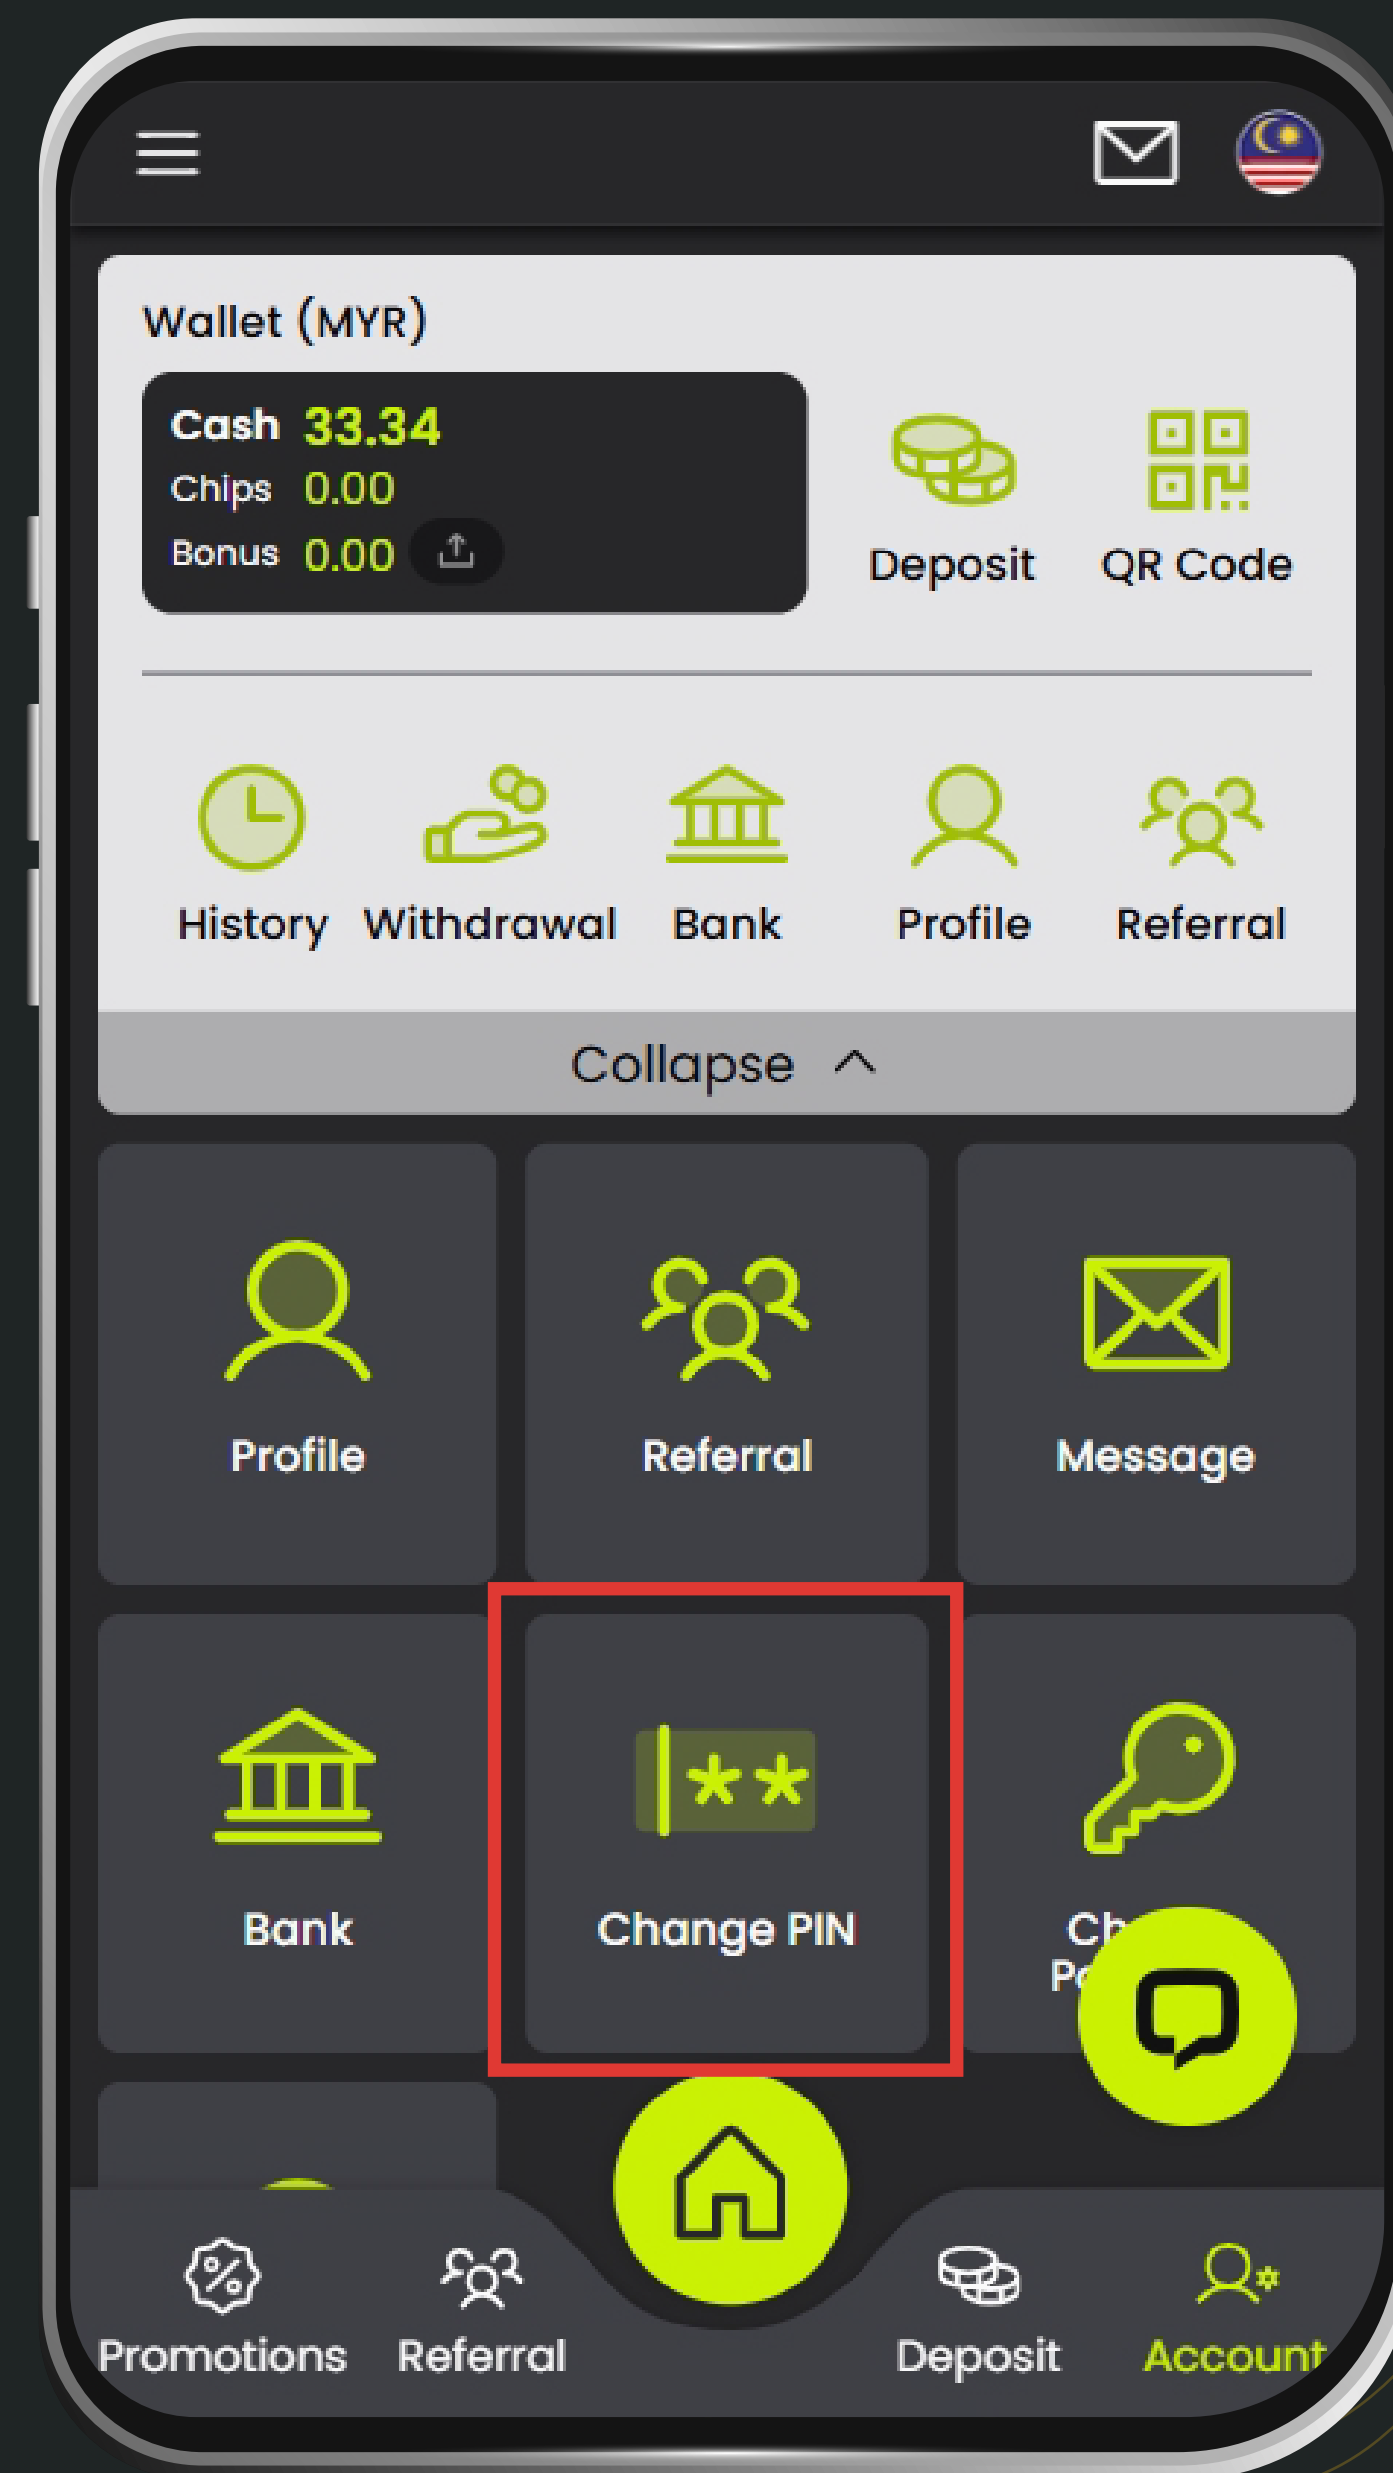 Wallet (MYR)
Cash 33.34
Chips 0.00
Bonus 0.00
Deposit
QR Code
History
Withdrawal
Bank
Profile
Referral
Collapse
Profile
Referral
Message
Bank
Change PIN
Promotions
Referral
Deposit
Account